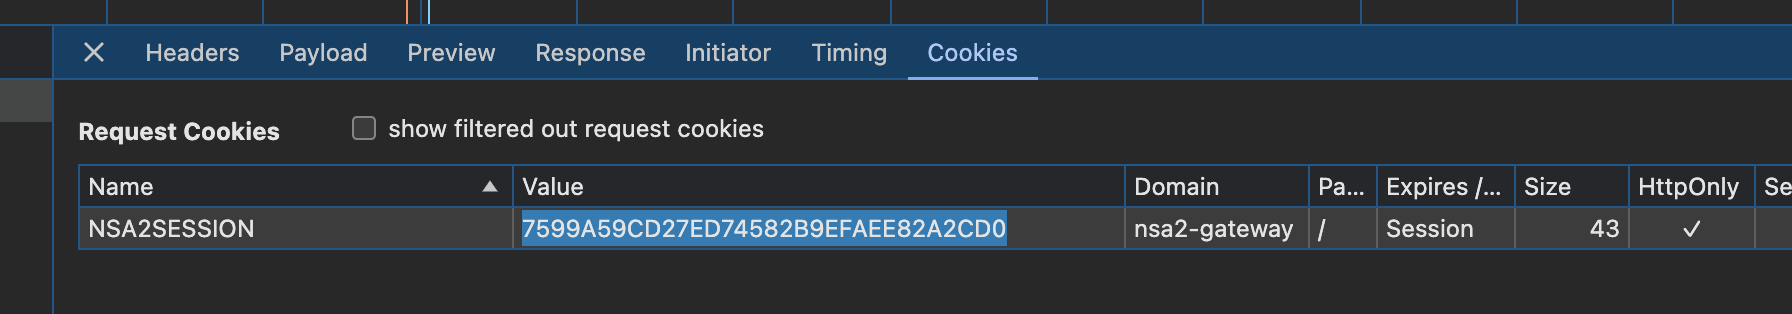 Headers Payload Preview Response Initiator Timing Cookies
Request Cookies show filtered out request cookies
Name Value Domain Pa... Expires /... Size HttpOnly Se
NSA2SESSION 7599A59CD27ED74582B9EFAEE82A2CD0 nsa2-gateway / Session 43 ✓